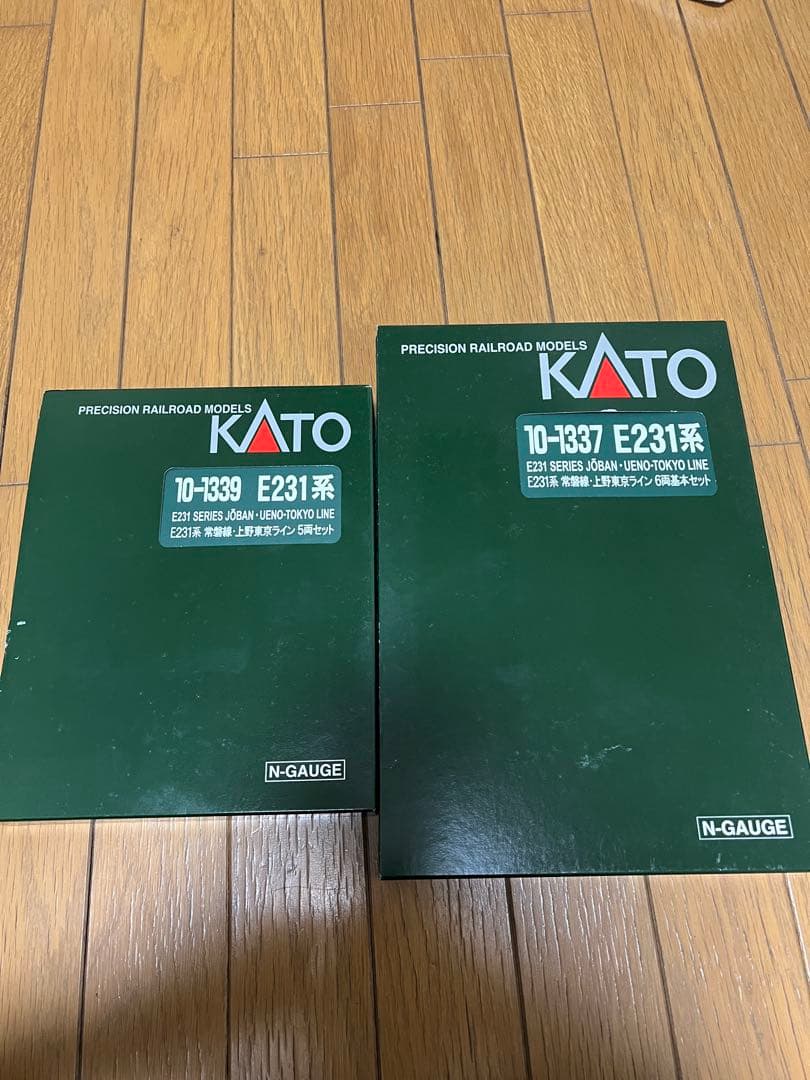 PRECISION RAILROAD MODELS
KATO
10-1339 E231系
E231 SERIES JŌBAN・UENO-TOKYO LINE
E231系 常磐線・上野東京ライン 5両セット
N-GAUGE
PRECISION RAILROAD MODELS
KATO
10-1337 E231系
E231 SERIES JŌBAN・UENO-TOKYO LINE
E231系 常磐線・上野東京ライン 6両基本セット
N-GAUGE